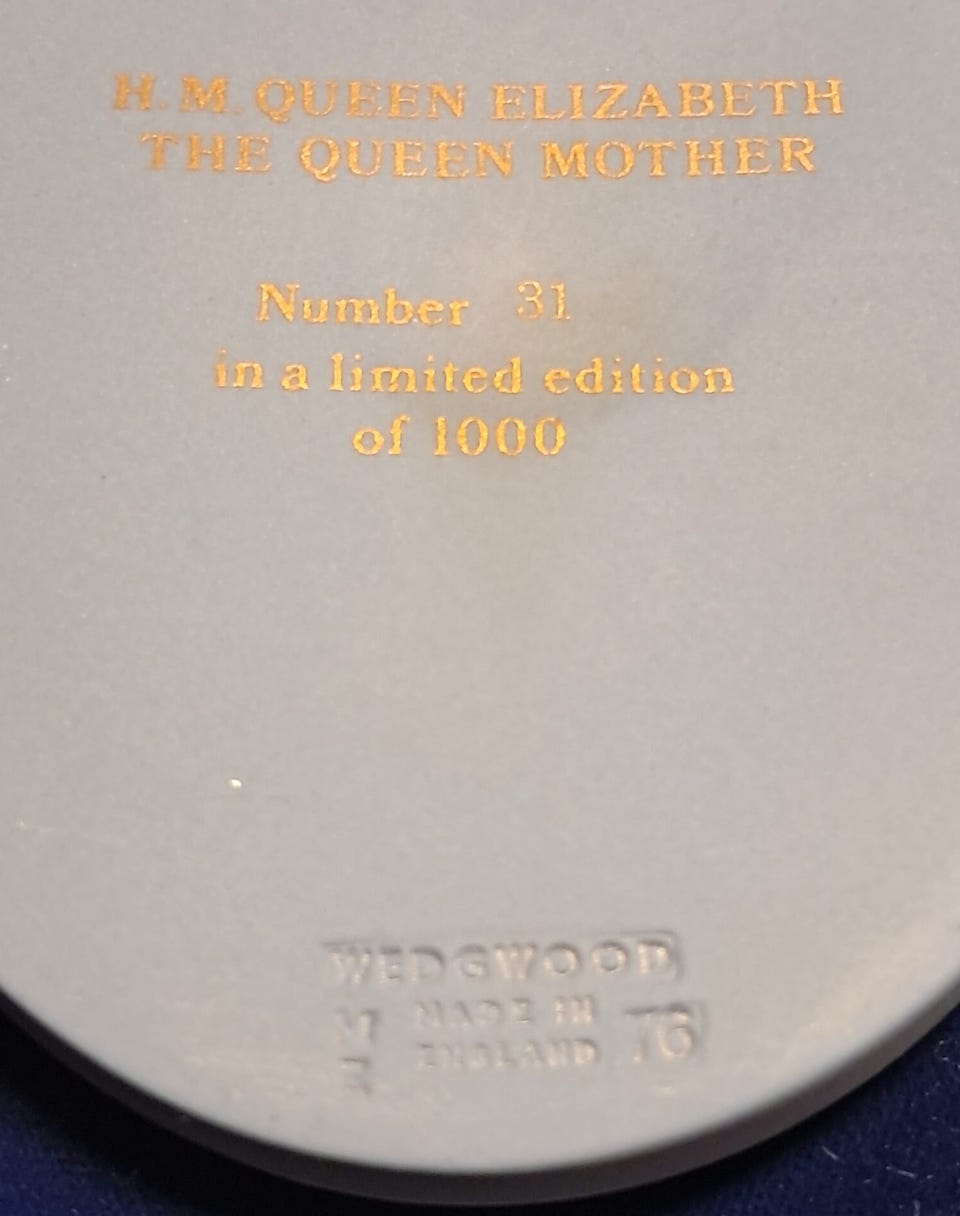 H.M. QUEEN ELIZABETH
THE QUEEN MOTHER
Number 31
in a limited edition
of 1000
WEDGWOOD
M MADE IN 76
E ENGLAND